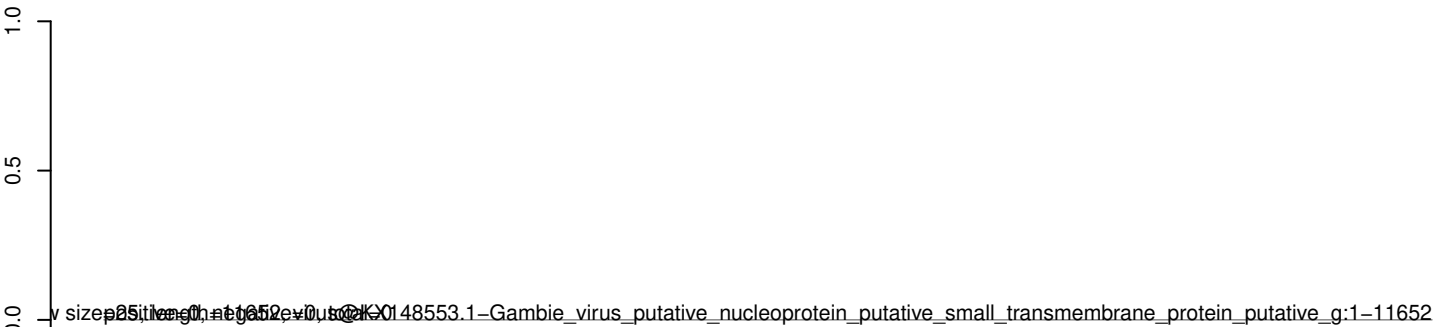 1.0
0.5
0.0
148553.1−Gambie_virus_putative_nucleoprotein_putative_small_transmembrane_protein_putative_g:1−11652